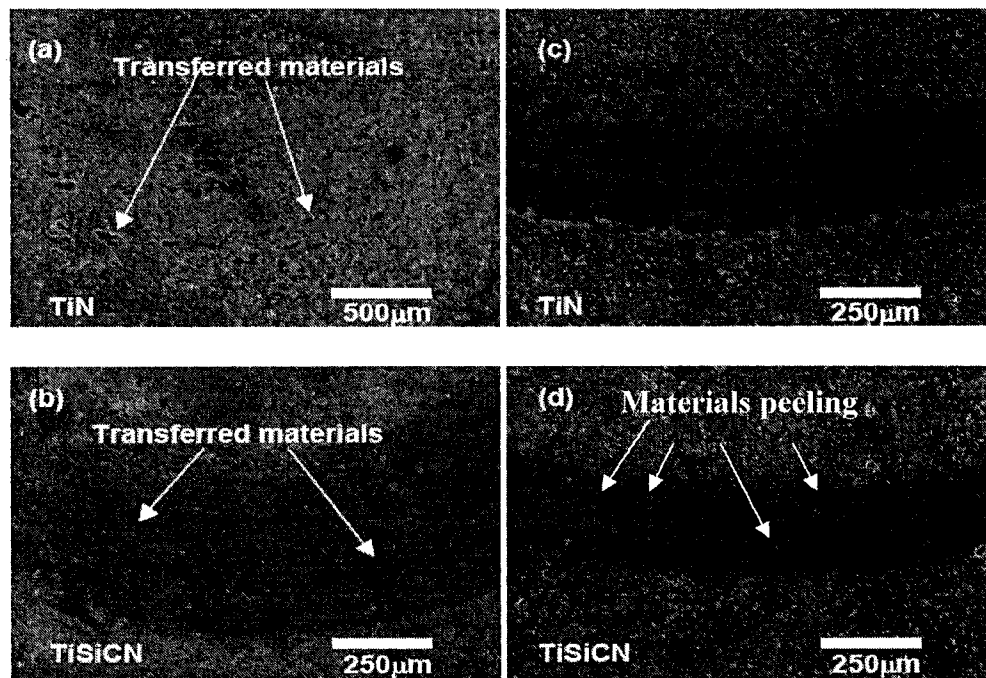 (a)
Transferred materials
TiN
500µm
(c)
TiN
250µm
(b)
Transferred materials
TiSiCN
250µm
(d)
Materials peeling
TiSiCN
250µm